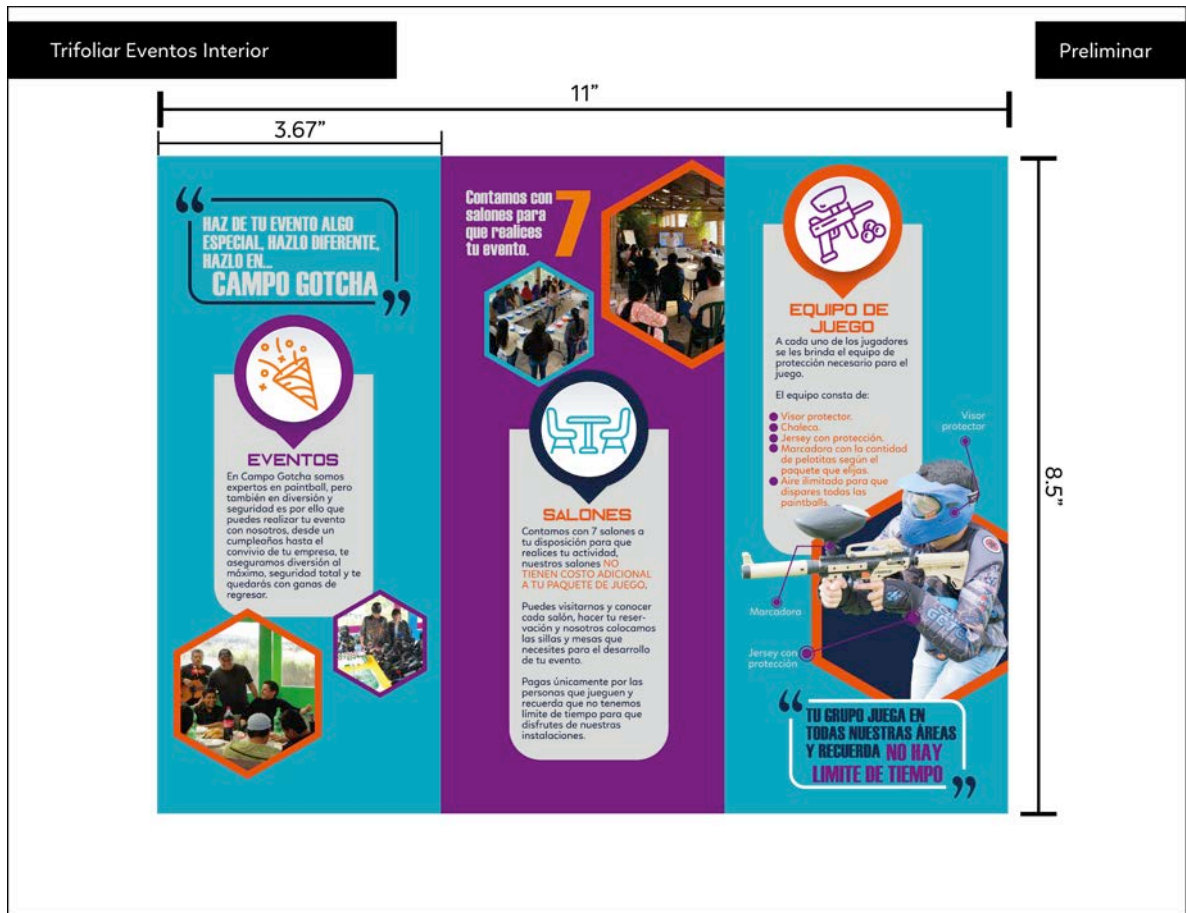 Trifoliar Eventos Interior
Preliminar
11”
3.67”
8.5”
“
HAZ DE TU EVENTO ALGO
ESPECIAL, HAZLO DIFERENTE,
HAZLO EN...
CAMPO GOTCHA
”
EVENTOS
En Campo Gotcha somos
expertos en paintball, pero
también en diversión y
seguridad es por ello que
puedes realizar tu evento
con nosotros, desde un
cumpleaños hasta el
convivio de tu empresa, te
aseguramos diversión al
máximo, seguridad total y te
quedarás con ganas de
regresar.
Contamos con 7
salones para
que realices
tu evento.
SALONES
Contamos con 7 salones a
tu disposición para que
realices tu actividad,
nuestros salones NO
TIENEN COSTO ADICIONAL
A TU PAQUETE DE JUEGO.
Puedes visitarnos y conocer
cada salón, hacer tu reser-
vación y nosotros colocamos
las sillas y mesas que
necesites para el desarrollo
de tu evento.
Pagas únicamente por las
personas que jueguen y
recuerda que no tenemos
límite de tiempo para que
disfrutes de nuestras
instalaciones.
EQUIPO DE
JUEGO
A cada uno de los jugadores
se les brinda el equipo de
protección necesario para el
juego.
El equipo consta de:
Visor protector.
Chaleco.
Jersey con protección.
Marcadora con la cantidad
de pelotitas según el
paquete que elijas.
Aire ilimitado para que
dispares todas las
paintballs.
Visor
protector
Marcadora
Jersey con
protección
“
TU GRUPO JUEGA EN
TODAS NUESTRAS ÁREAS
Y RECUERDA NO HAY
LIMITE DE TIEMPO
”